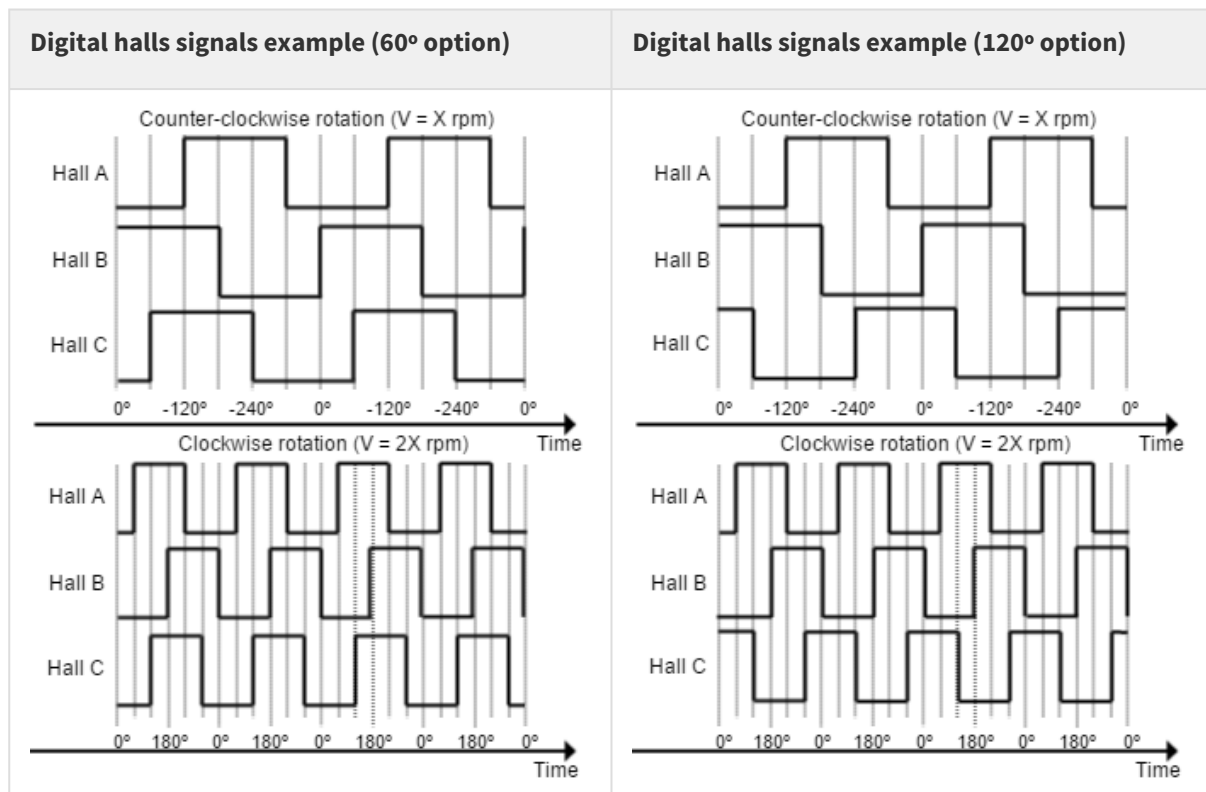 Digital halls signals example (60º option)
Counter-clockwise rotation (V = X rpm)
Hall A
Hall B
Hall C
0º -120º -240º 0º -120º -240º 0º
Time
Clockwise rotation (V = 2X rpm)
Hall A
Hall B
Hall C
0º 180º 0º 180º 0º 180º 0º 180º 0º
Time
Digital halls signals example (120º option)
Counter-clockwise rotation (V = X rpm)
Hall A
Hall B
Hall C
0º -120º -240º 0º -120º -240º 0º
Time
Clockwise rotation (V = 2X rpm)
Hall A
Hall B
Hall C
0º 180º 0º 180º 0º 180º 0º 180º 0º
Time